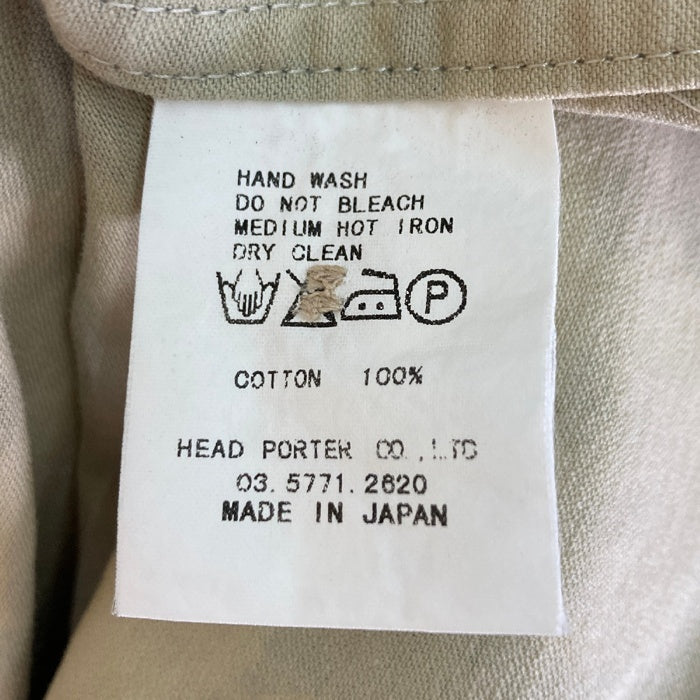 HAND WASH
DO NOT BLEACH
MEDIUM HOT IRON
DRY CLEAN
P
COTTON 100%
HEAD PORTER CO.,LTD
03.5771.2620
MADE IN JAPAN